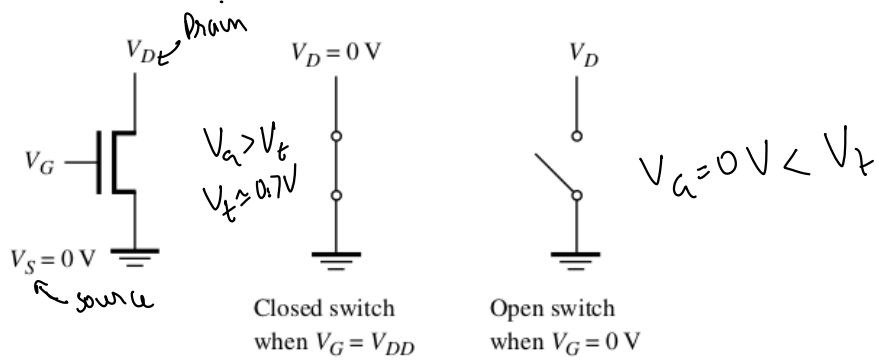 Drain
V_D
V_G
V_S = 0 V
source
V_G > V_t
V_t ≃ 0.7V
V_D = 0 V
Closed switch
when V_G = V_DD
V_D
Open switch
when V_G = 0 V
V_G = 0V < V_t